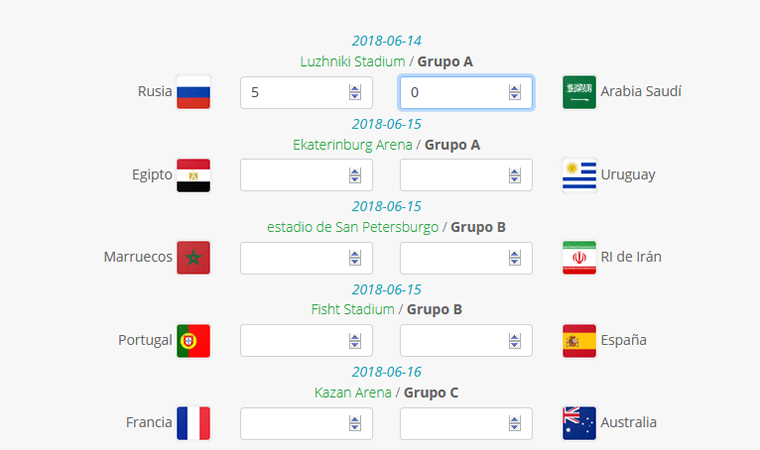 2018-06-14
Luzhniki Stadium / Grupo A
Rusia 5 0 Arabia Saudí
2018-06-15
Ekaterinburg Arena / Grupo A
Egipto Uruguay
2018-06-15
estadio de San Petersburgo / Grupo B
Marruecos RI de Irán
2018-06-15
Fisht Stadium / Grupo B
Portugal España
2018-06-16
Kazan Arena / Grupo C
Francia Australia